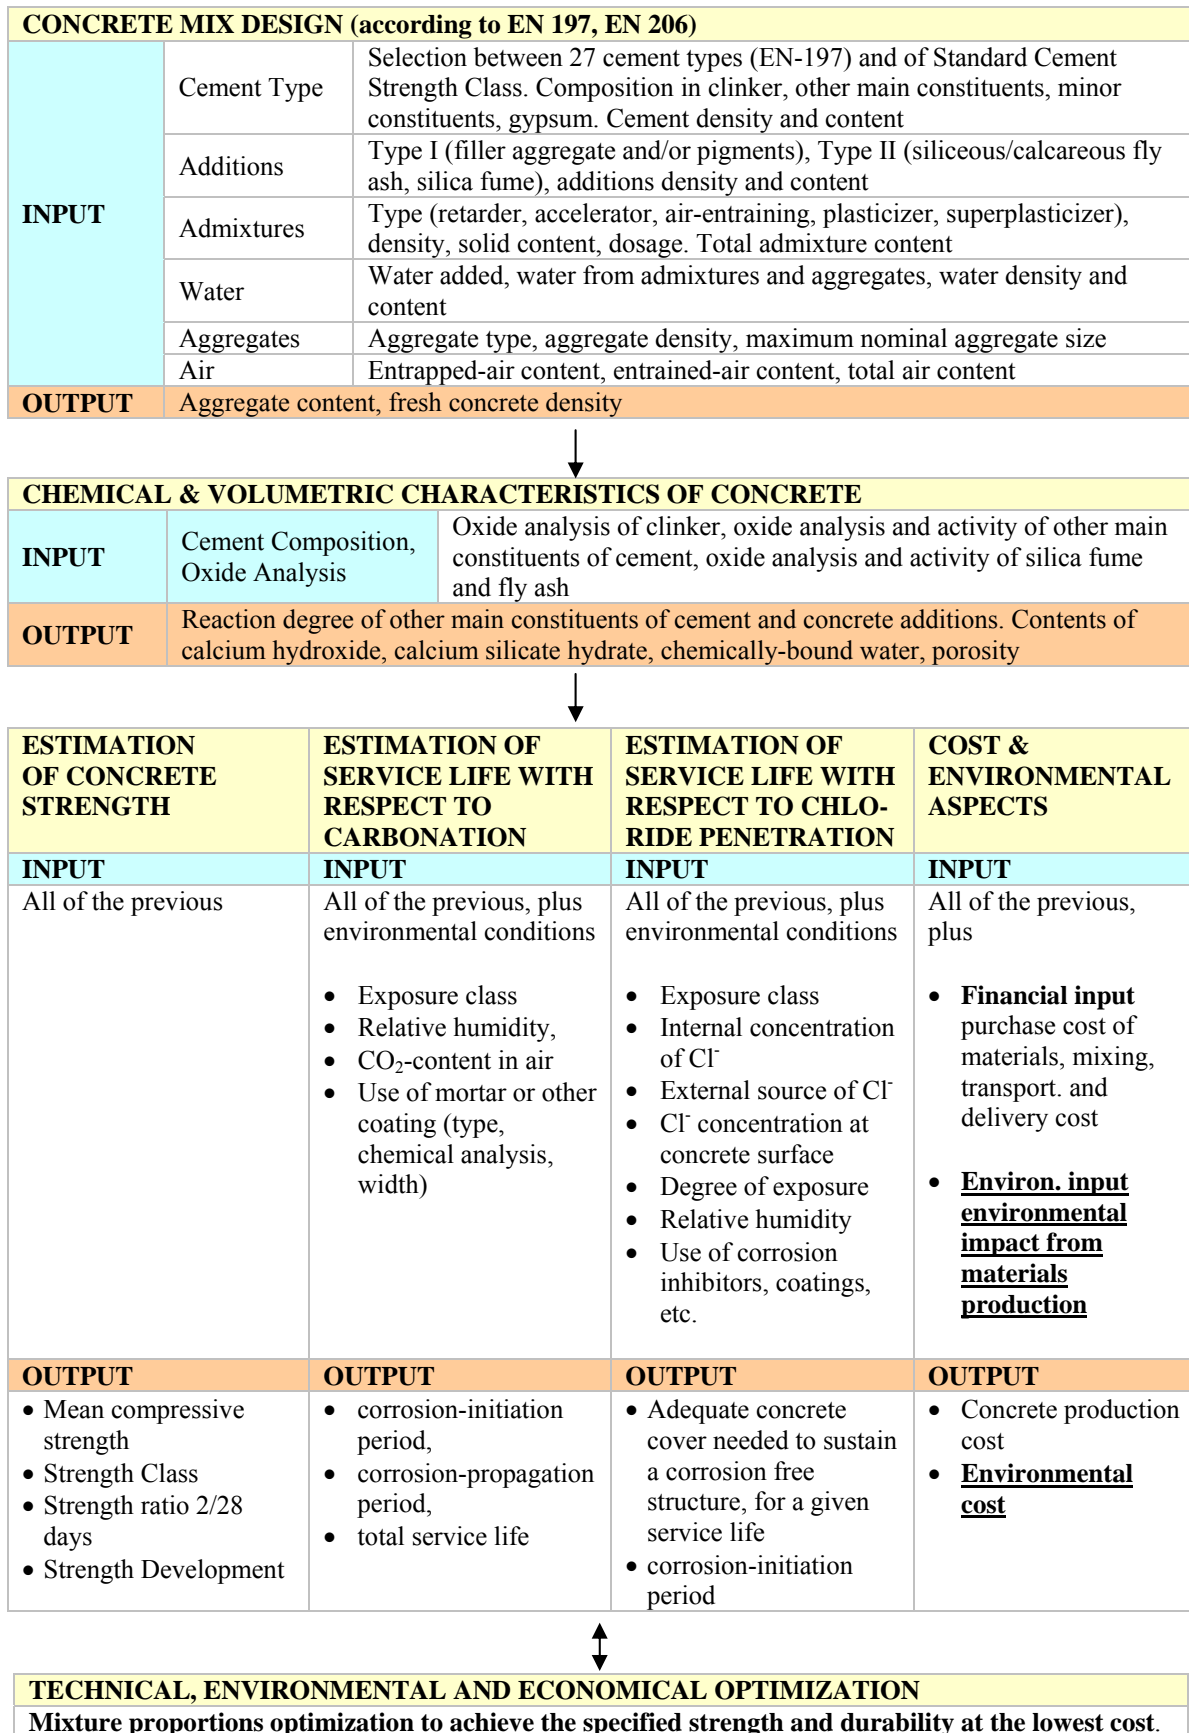 CONCRETE MIX DESIGN (according to EN 197, EN 206)
INPUT
Cement Type
Selection between 27 cement types (EN-197) and of Standard Cement
Strength Class. Composition in clinker, other main constituents, minor
constituents, gypsum. Cement density and content
Additions
Type I (filler aggregate and/or pigments), Type II (siliceous/calcareous fly
ash, silica fume), additions density and content
Admixtures
Type (retarder, accelerator, air-entraining, plasticizer, superplasticizer),
density, solid content, dosage. Total admixture content
Water
Water added, water from admixtures and aggregates, water density and
content
Aggregates
Aggregate type, aggregate density, maximum nominal aggregate size
Air
Entrapped-air content, entrained-air content, total air content
OUTPUT
Aggregate content, fresh concrete density
CHEMICAL & VOLUMETRIC CHARACTERISTICS OF CONCRETE
INPUT
Cement Composition,
Oxide Analysis
Oxide analysis of clinker, oxide analysis and activity of other main
constituents of cement, oxide analysis and activity of silica fume
and fly ash
OUTPUT
Reaction degree of other main constituents of cement and concrete additions. Contents of
calcium hydroxide, calcium silicate hydrate, chemically-bound water, porosity
ESTIMATION
OF CONCRETE
STRENGTH
INPUT
All of the previous
OUTPUT
• Mean compressive
strength
• Strength Class
• Strength ratio 2/28
days
• Strength Development
ESTIMATION OF
SERVICE LIFE WITH
RESPECT TO
CARBONATION
INPUT
All of the previous, plus
environmental conditions
• Exposure class
• Relative humidity,
• CO₂-content in air
• Use of mortar or other
coating (type,
chemical analysis,
width)
OUTPUT
• corrosion-initiation
period,
• corrosion-propagation
period,
• total service life
ESTIMATION OF
SERVICE LIFE WITH
RESPECT TO CHLO-
RIDE PENETRATION
INPUT
All of the previous, plus
environmental conditions
• Exposure class
• Internal concentration
of Cl⁻
• External source of Cl⁻
• Cl⁻ concentration at
concrete surface
• Degree of exposure
• Relative humidity
• Use of corrosion
inhibitors, coatings,
etc.
OUTPUT
• Adequate concrete
cover needed to sustain
a corrosion free
structure, for a given
service life
• corrosion-initiation
period
COST &
ENVIRONMENTAL
ASPECTS
INPUT
All of the previous,
plus
• Financial input
purchase cost of
materials, mixing,
transport. and
delivery cost
• Environ. input
environmental
impact from
materials
production
OUTPUT
• Concrete production
cost
• Environmental
cost
TECHNICAL, ENVIRONMENTAL AND ECONOMICAL OPTIMIZATION
Mixture proportions optimization to achieve the specified strength and durability at the lowest cost.